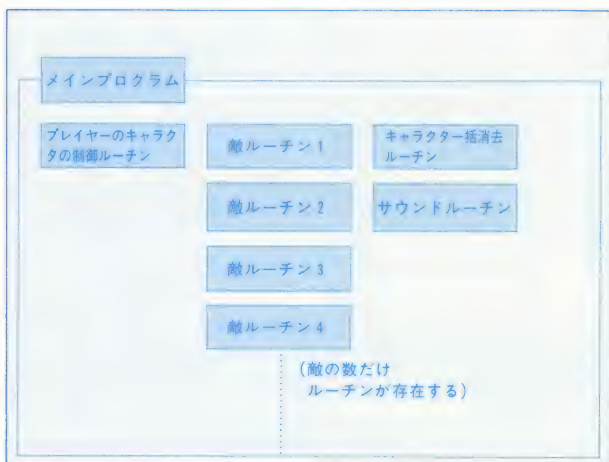 メインプログラム
プレイヤーのキャラク
タの制御ルーチン
敵ルーチン1
キャラクター括消去
ルーチン
敵ルーチン2
サウンドルーチン
敵ルーチン3
敵ルーチン4
(敵の数だけ
ルーチンが存在する)